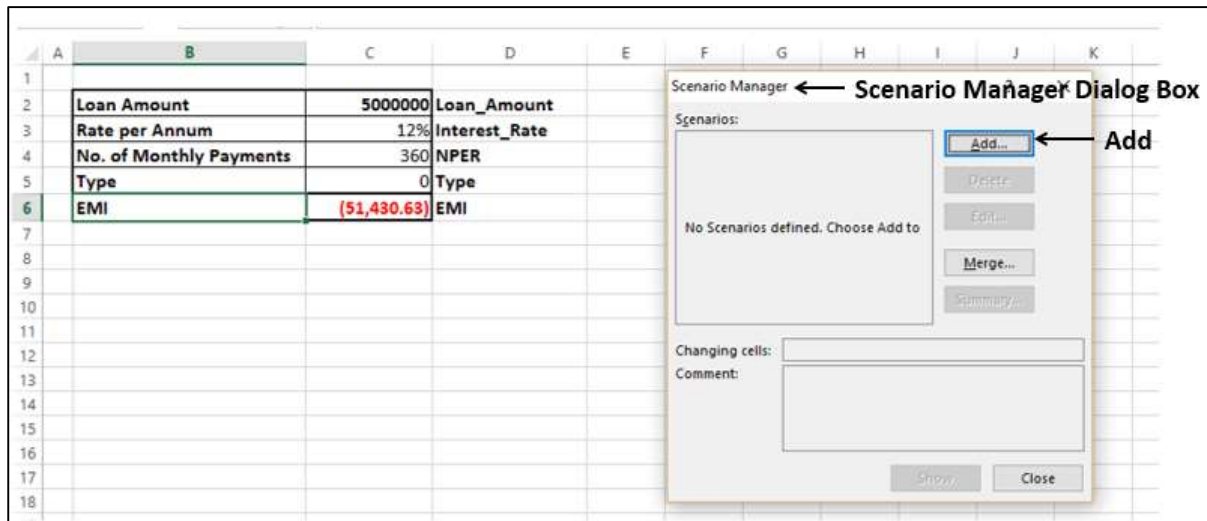 A B C D E F G H I J K
1
2 Loan Amount 5000000 Loan_Amount
3 Rate per Annum 12% Interest_Rate
4 No. of Monthly Payments 360 NPER
5 Type 0 Type
6 EMI (51,430.63) EMI
7
8
9
10
11
12
13
14
15
16
17
18
Scenario Manager ? X
Scenario Manager Dialog Box
Scenarios:
Add...
Add
Delete
Edit...
No Scenarios defined. Choose Add to
Merge...
Summary...
Changing cells:
Comment:
Show Close